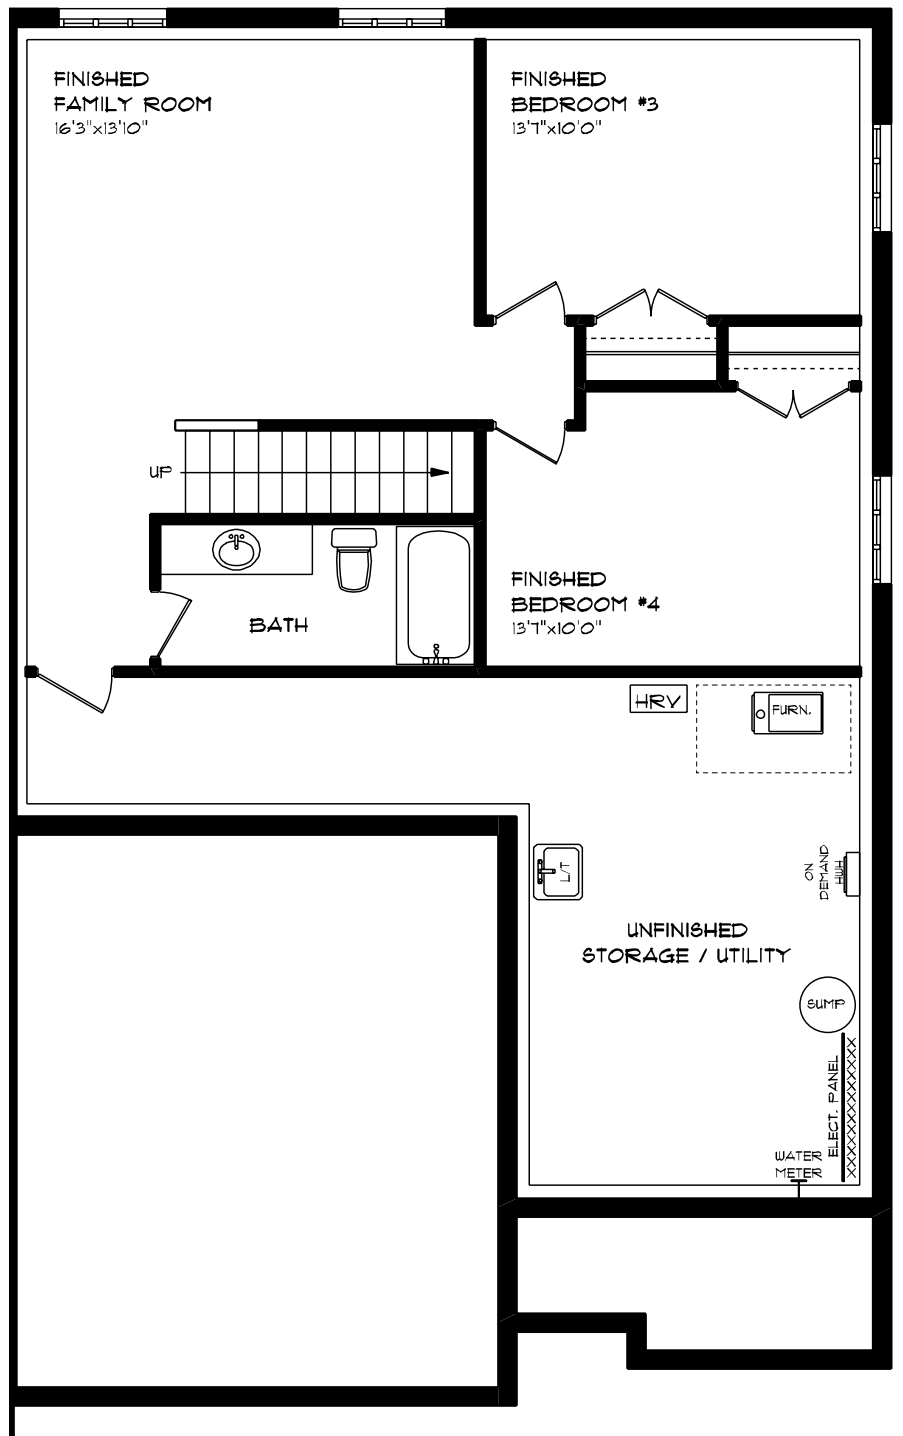 FINISHED
FAMILY ROOM
16'3"x13'10"
FINISHED
BEDROOM #3
13'7"x10'0"
UP
BATH
FINISHED
BEDROOM #4
13'7"x10'0"
HRV
FURN.
L/T
ON
DEMAND
HWH
UNFINISHED
STORAGE / UTILITY
SUMP
ELECT. PANEL
WATER
METER